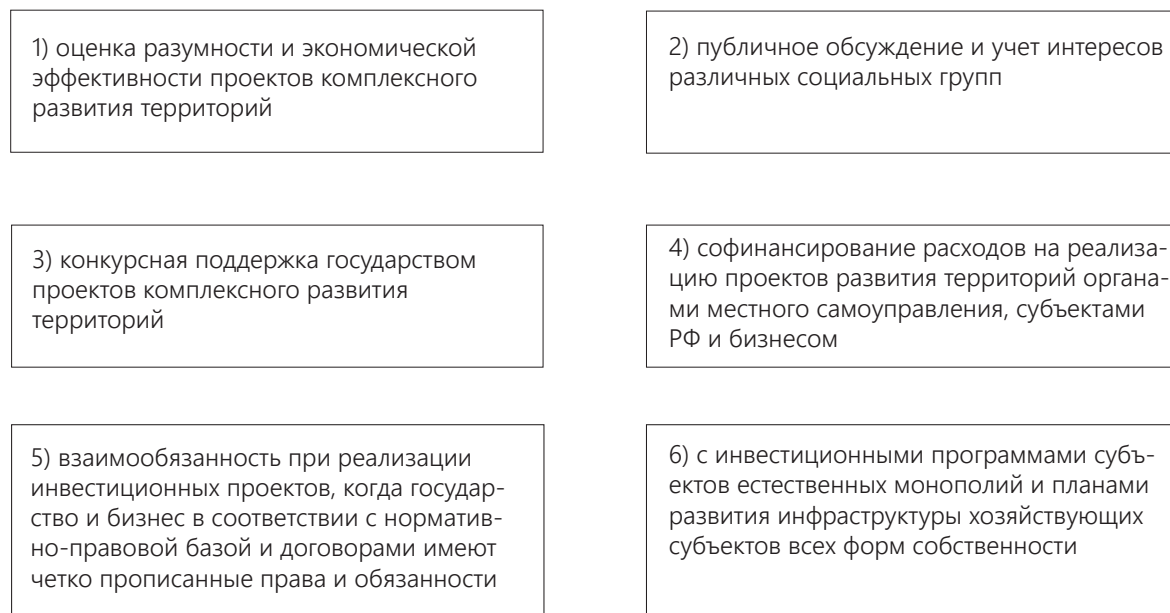 1) оценка разумности и экономической
эффективности проектов комплексного
развития территорий
2) публичное обсуждение и учет интересов
различных социальных групп
3) конкурсная поддержка государством
проектов комплексного развития
территорий
4) софинансирование расходов на реализа-
цию проектов развития территорий органа-
ми местного самоуправления, субъектами
РФ и бизнесом
5) взаимообязанность при реализации
инвестиционных проектов, когда государ-
ство и бизнес в соответствии с норматив-
но-правовой базой и договорами имеют
четко прописанные права и обязанности
6) с инвестиционными программами субъ-
ектов естественных монополий и планами
развития инфраструктуры хозяйствующих
субъектов всех форм собственности